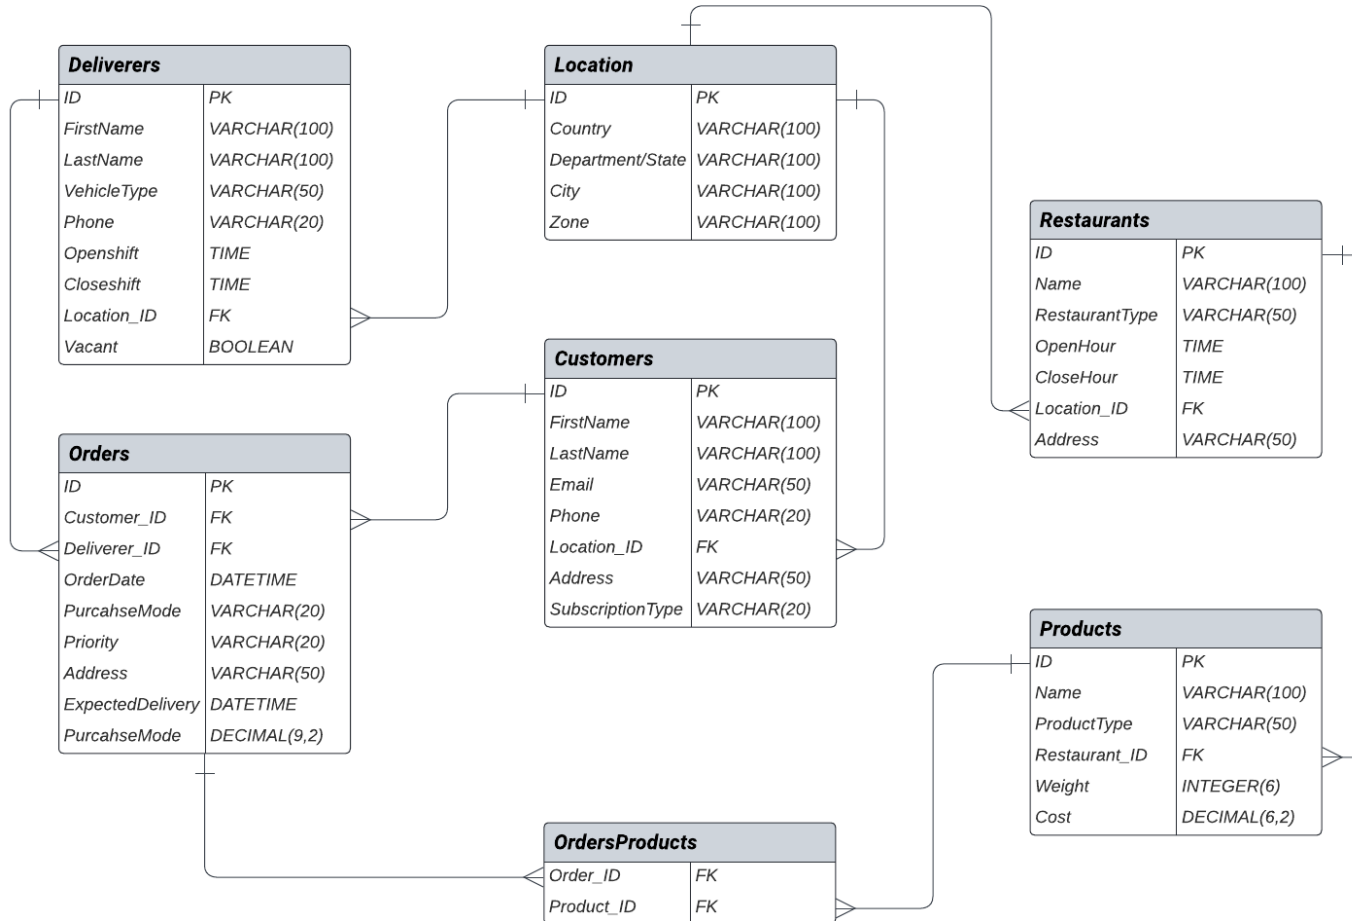 Deliverers
ID PK
FirstName VARCHAR(100)
LastName VARCHAR(100)
VehicleType VARCHAR(50)
Phone VARCHAR(20)
Openshift TIME
Closeshift TIME
Location_ID FK
Vacant BOOLEAN
Location
ID PK
Country VARCHAR(100)
Department/State VARCHAR(100)
City VARCHAR(100)
Zone VARCHAR(100)
Restaurants
ID PK
Name VARCHAR(100)
RestaurantType VARCHAR(50)
OpenHour TIME
CloseHour TIME
Location_ID FK
Address VARCHAR(50)
Customers
ID PK
FirstName VARCHAR(100)
LastName VARCHAR(100)
Email VARCHAR(50)
Phone VARCHAR(20)
Location_ID FK
Address VARCHAR(50)
SubscriptionType VARCHAR(20)
Orders
ID PK
Customer_ID FK
Deliverer_ID FK
OrderDate DATETIME
PurcahseMode VARCHAR(20)
Priority VARCHAR(20)
Address VARCHAR(50)
ExpectedDelivery DATETIME
PurcahseMode DECIMAL(9,2)
Products
ID PK
Name VARCHAR(100)
ProductType VARCHAR(50)
Restaurant_ID FK
Weight INTEGER(6)
Cost DECIMAL(6,2)
OrdersProducts
Order_ID FK
Product_ID FK